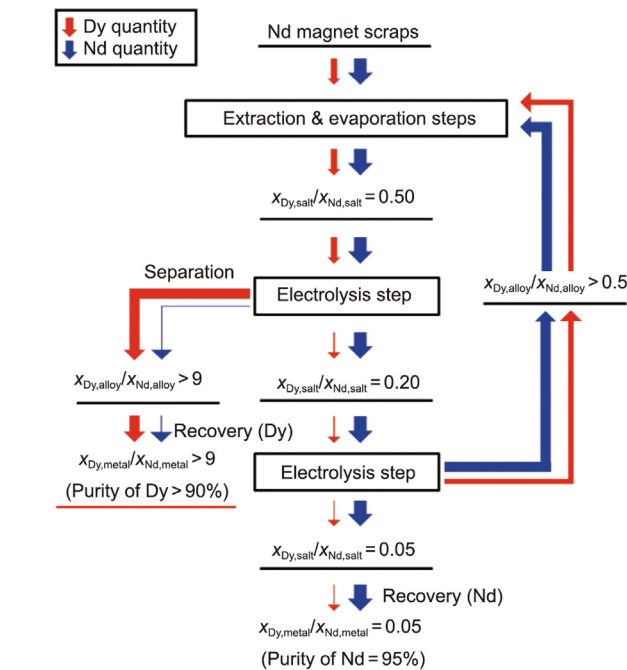 Dy quantity
Nd quantity
Nd magnet scraps
Extraction & evaporation steps
xDy,salt/xNd,salt = 0.50
Separation
Electrolysis step
xDy,alloy/xNd,alloy > 0.5
xDy,alloy/xNd,alloy > 9
xDy,salt/xNd,salt = 0.20
Recovery (Dy)
xDy,metal/xNd,metal > 9
(Purity of Dy > 90%)
Electrolysis step
xDy,salt/xNd,salt = 0.05
Recovery (Nd)
xDy,metal/xNd,metal = 0.05
(Purity of Nd = 95%)